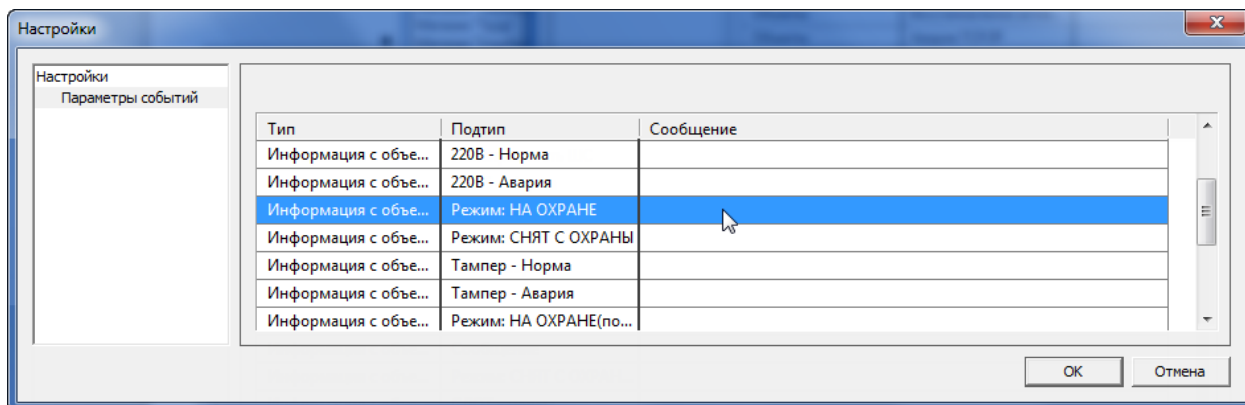 Настройки
Настройки
Параметры событий
Тип Подтип Сообщение
Информация с объе... 220В - Норма
Информация с объе... 220В - Авария
Информация с объе... Режим: НА ОХРАНЕ
Информация с объе... Режим: СНЯТ С ОХРАНЫ
Информация с объе... Тампер - Норма
Информация с объе... Тампер - Авария
Информация с объе... Режим: НА ОХРАНЕ(по...
ОК Отмена